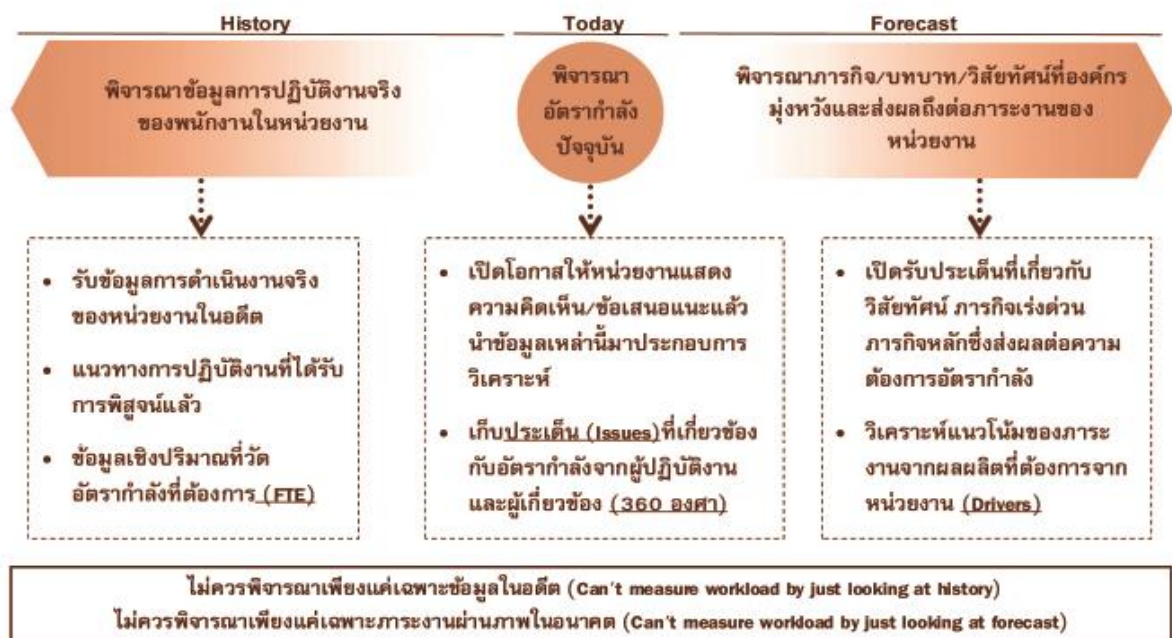 History
Today
Forecast
พิจารณาข้อมูลการปฏิบัติงานจริง
ของพนักงานในหน่วยงาน
พิจารณา
อัตรากำลัง
ปัจจุบัน
พิจารณาภารกิจ/บทบาท/วิสัยทัศน์ที่องค์กร
มุ่งหวังและส่งผลถึงต่อภาระงานของ
หน่วยงาน
• รับข้อมูลการดำเนินงานจริง
ของหน่วยงานในอดีต
• แนวทางการปฏิบัติงานที่ได้รับ
การพิสูจน์แล้ว
• ข้อมูลเชิงปริมาณที่วัด
อัตรากำลังที่ต้องการ (FTE)
• เปิดโอกาสให้หน่วยงานแสดง
ความคิดเห็น/ข้อเสนอแนะแล้ว
นำข้อมูลเหล่านี้มาประกอบการ
วิเคราะห์
• เก็บประเด็น (Issues)ที่เกี่ยวข้อง
กับอัตรากำลังจากผู้ปฏิบัติงาน
และผู้เกี่ยวข้อง (360 องศา)
• เปิดรับประเด็นที่เกี่ยวกับ
วิสัยทัศน์ ภารกิจเร่งด่วน
ภารกิจหลักซึ่งส่งผลต่อความ
ต้องการอัตรากำลัง
• วิเคราะห์แนวโน้มของภาระ
งานจากผลผลิตที่ต้องการจาก
หน่วยงาน (Drivers)
ไม่ควรพิจารณาเพียงแค่เฉพาะข้อมูลในอดีต (Can't measure workload by just looking at history)
ไม่ควรพิจารณาเพียงแค่เฉพาะภาระงานผ่านภาพในอนาคต (Can't measure workload by just looking at forecast)